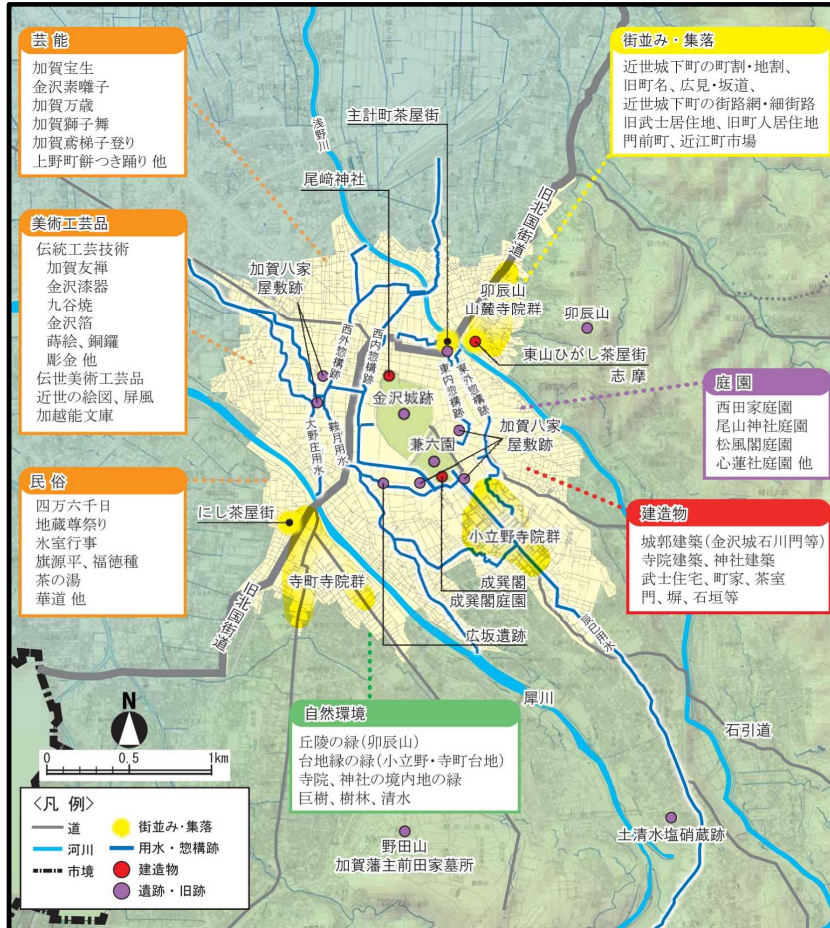 芸 能
加賀宝生
金沢素囃子
加賀万歳
加賀獅子舞
加賀鳶梯子登り
上野町餅つき踊り 他
街並み・集落
近世城下町の町割・地割、
旧町名、広見・坂道、
近世城下町の街路網・細街路
旧武士居住地、旧町人居住地
門前町、近江町市場
美術工芸品
伝統工芸技術
加賀友禅
金沢漆器
九谷焼
金沢箔
蒔絵、銅鑼
彫金 他
伝世美術工芸品
近世の絵図、屏風
加越能文庫
民 俗
四万六千日
地蔵尊祭り
氷室行事
旗源平、福徳種
茶の湯
華道 他
庭 園
西田家庭園
尾山神社庭園
松風閣庭園
心蓮社庭園 他
建造物
城郭建築(金沢城石川門等)
寺院建築、神社建築
武士住宅、町家、茶室
門、塀、石垣等
自然環境
丘陵の緑(卯辰山)
台地縁の緑(小立野・寺町台地)
寺院、神社の境内地の緑
巨樹、樹林、清水
浅野川
主計町茶屋街
尾﨑神社
旧北国街道
加賀八家
屋敷跡
卯辰山
山麓寺院群
卯辰山
東山ひがし茶屋街
志 摩
西外惣構跡
西内惣構跡
東内惣構跡
東外惣構跡
金沢城跡
大野庄用水
鞍月用水
兼六園
加賀八家
屋敷跡
にし茶屋街
小立野寺院群
寺町寺院群
成巽閣
成巽閣庭園
旧北国街道
広坂遺跡
辰巳用水
犀川
石引道
土清水塩硝蔵跡
野田山
加賀藩主前田家墓所
N
0 0.5 1km
<凡 例>
道
河川
市境
街並み・集落
用水・惣構跡
建造物
遺跡・旧跡